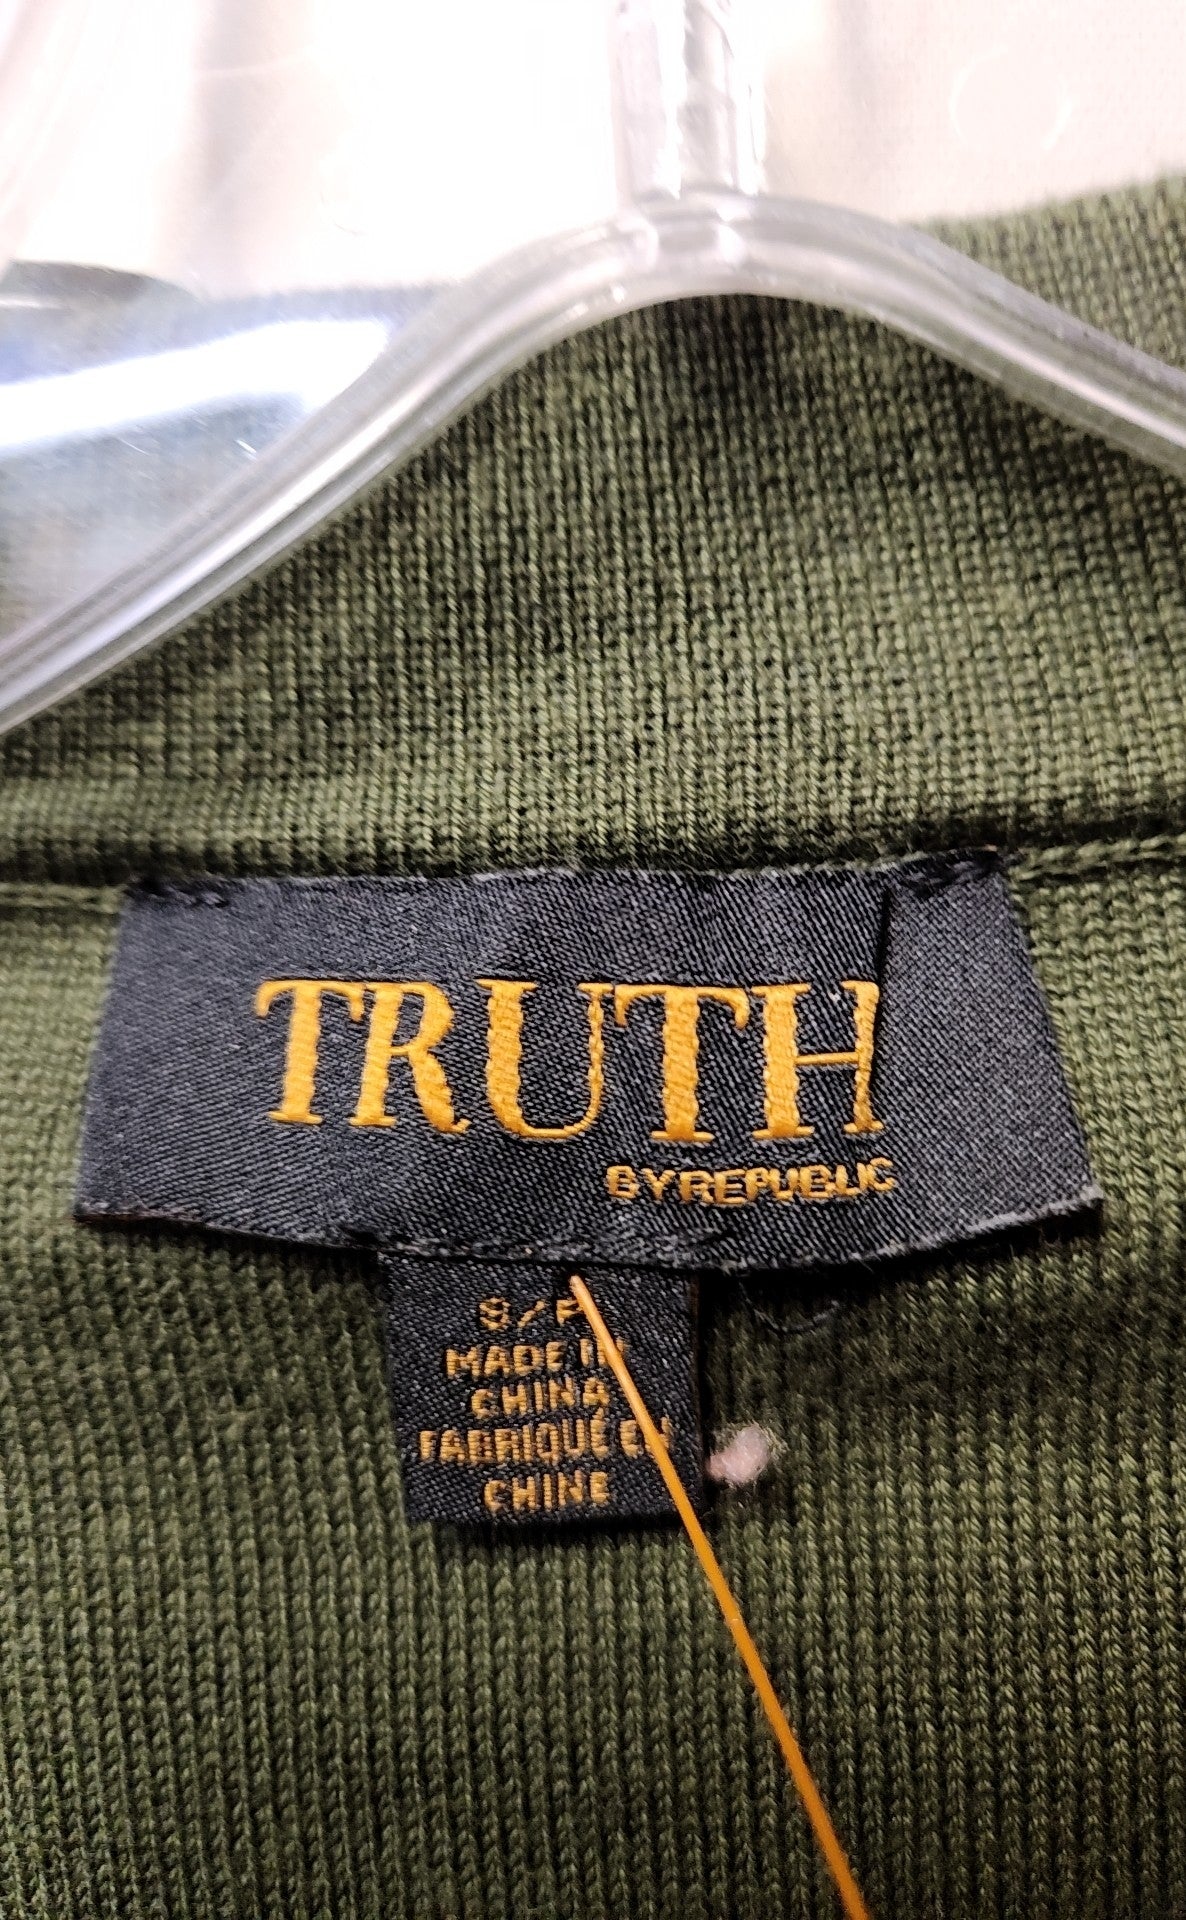 TRUTH
BY REPUBLIC
S/P
MADE IN
CHINA
FABRIQUÉ EN
CHINE